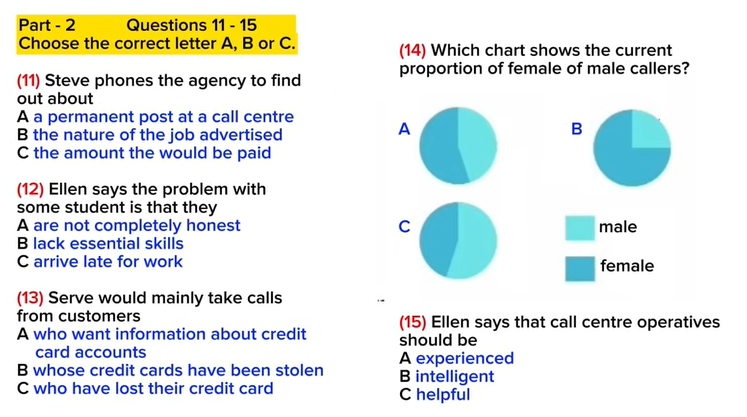 Part - 2 Questions 11 - 15
Choose the correct letter A, B or C.
(11) Steve phones the agency to find
out about
A a permanent post at a call centre
B the nature of the job advertised
C the amount the would be paid
(12) Ellen says the problem with
some student is that they
A are not completely honest
B lack essential skills
C arrive late for work
(13) Serve would mainly take calls
from customers
A who want information about credit
card accounts
B whose credit cards have been stolen
C who have lost their credit card
(14) Which chart shows the current
proportion of female of male callers?
A
B
C
male
female
(15) Ellen says that call centre operatives
should be
A experienced
B intelligent
C helpful